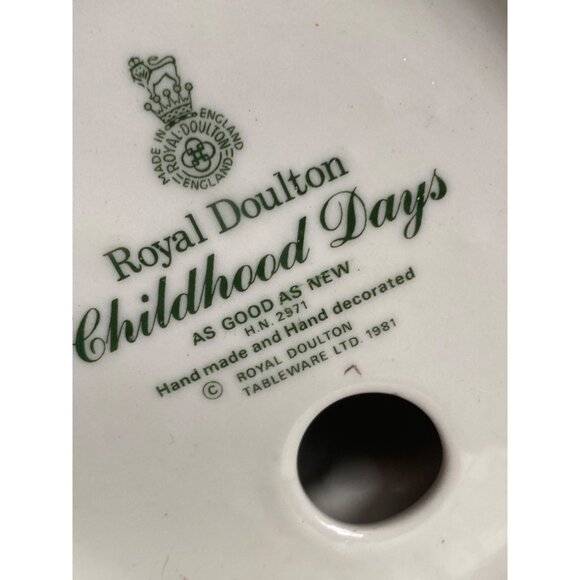 MADE IN ENGLAND
ROYAL·DOULTON
ENGLAND
Royal Doulton
Childhood Days
AS GOOD AS NEW
H.N. 2971
Hand made and Hand decorated
© ROYAL DOULTON
TABLEWARE LTD. 1981